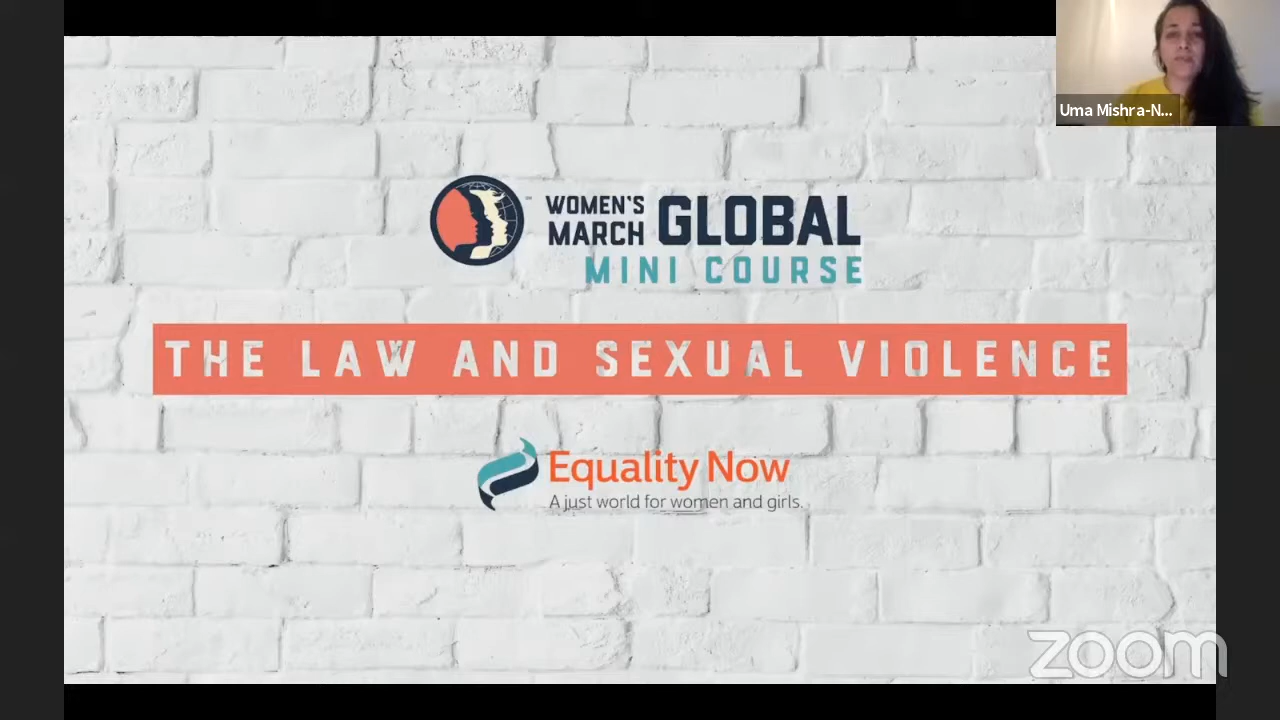 Uma Mishra-N...
WOMEN'S
MARCH GLOBAL
MINI COURSE
THE LAW AND SEXUAL VIOLENCE
Equality Now
A just world for women and girls.
zoom